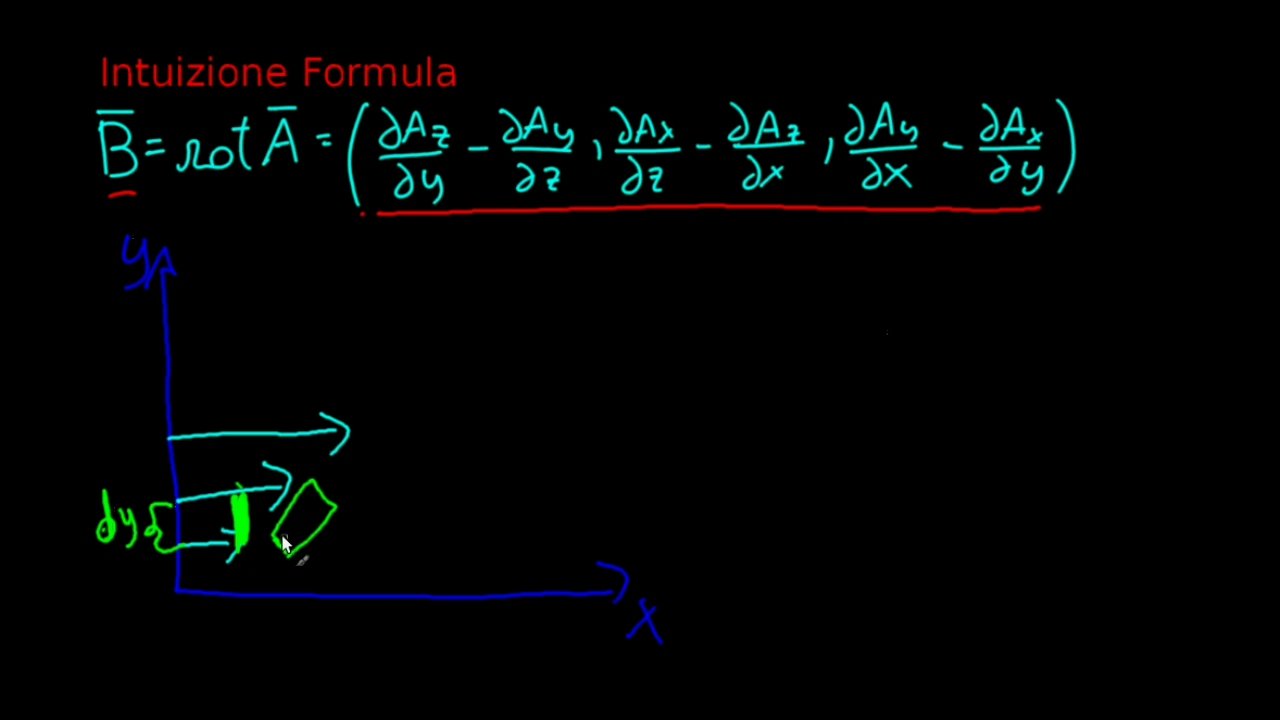 Intuizione Formula
B̅ = rot A̅ = (∂Az/∂y - ∂Ay/∂z, ∂Ax/∂z - ∂Az/∂x, ∂Ay/∂x - ∂Ax/∂y)
y
dy
x